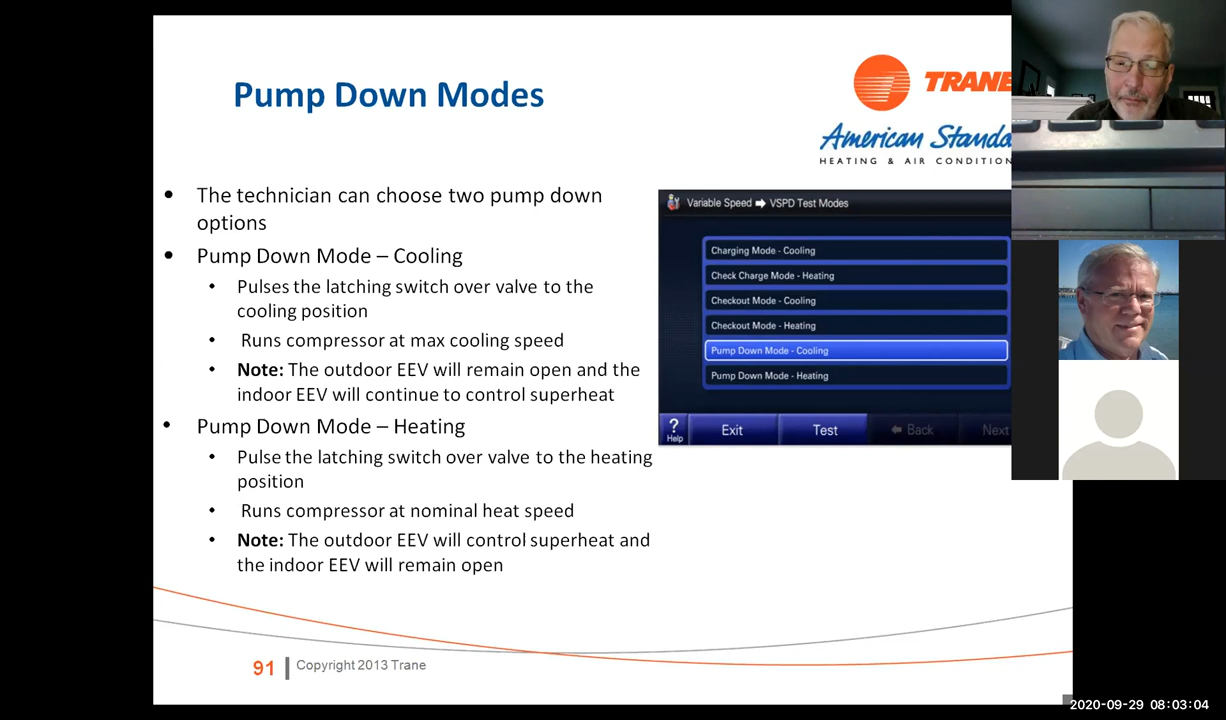 Pump Down Modes
TRANE
American Standa
HEATING & AIR CONDITION
• The technician can choose two pump down
options
• Pump Down Mode – Cooling
• Pulses the latching switch over valve to the
cooling position
• Runs compressor at max cooling speed
• Note: The outdoor EEV will remain open and the
indoor EEV will continue to control superheat
• Pump Down Mode – Heating
• Pulse the latching switch over valve to the heating
position
• Runs compressor at nominal heat speed
• Note: The outdoor EEV will control superheat and
the indoor EEV will remain open
Variable Speed ➡ VSPD Test Modes
Charging Mode - Cooling
Check Charge Mode - Heating
Checkout Mode - Cooling
Checkout Mode - Heating
Pump Down Mode - Cooling
Pump Down Mode - Heating
? Help Exit Test Back Next
91 | Copyright 2013 Trane
2020-09-29 08:03:04